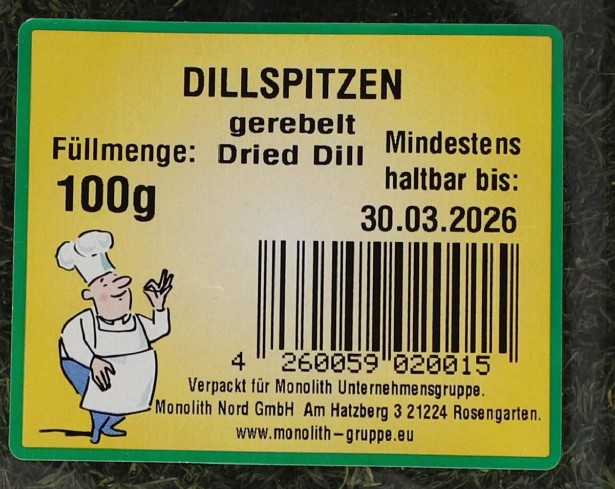 DILLSPITZEN
gerebelt
Füllmenge: Dried Dill
100g
Mindestens
haltbar bis:
30.03.2026
4 260059 020015
Verpackt für Monolith Unternehmensgruppe.
Monolith Nord GmbH Am Hatzberg 3 21224 Rosengarten.
www.monolith-gruppe.eu